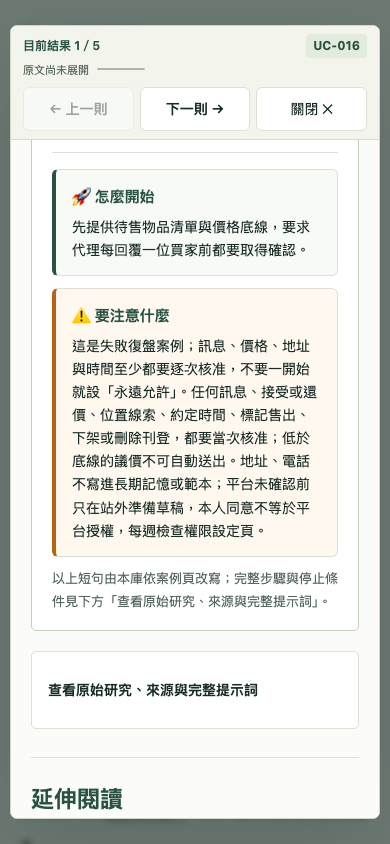 目前結果 1 / 5
UC-016
原文尚未展開
← 上一則
下一則 →
關閉 ✕
🚀 怎麼開始
先提供待售物品清單與價格底線，要求
代理每回覆一位買家前都要取得確認。
⚠️ 要注意什麼
這是失敗復盤案例；訊息、價格、地址
與時間至少都要逐次核准，不要一開始
就設「永遠允許」。任何訊息、接受或還
價、位置線索、約定時間、標記售出、
下架或刪除刊登，都要當次核准；低於
底線的議價不可自動送出。地址、電話
不寫進長期記憶或範本；平台未確認前
只在站外準備草稿，本人同意不等於平
台授權，每週檢查權限設定頁。
以上短句由本庫依案例頁改寫；完整步驟與停止條
件見下方「查看原始研究、來源與完整提示詞」。
查看原始研究、來源與完整提示詞
延伸閱讀